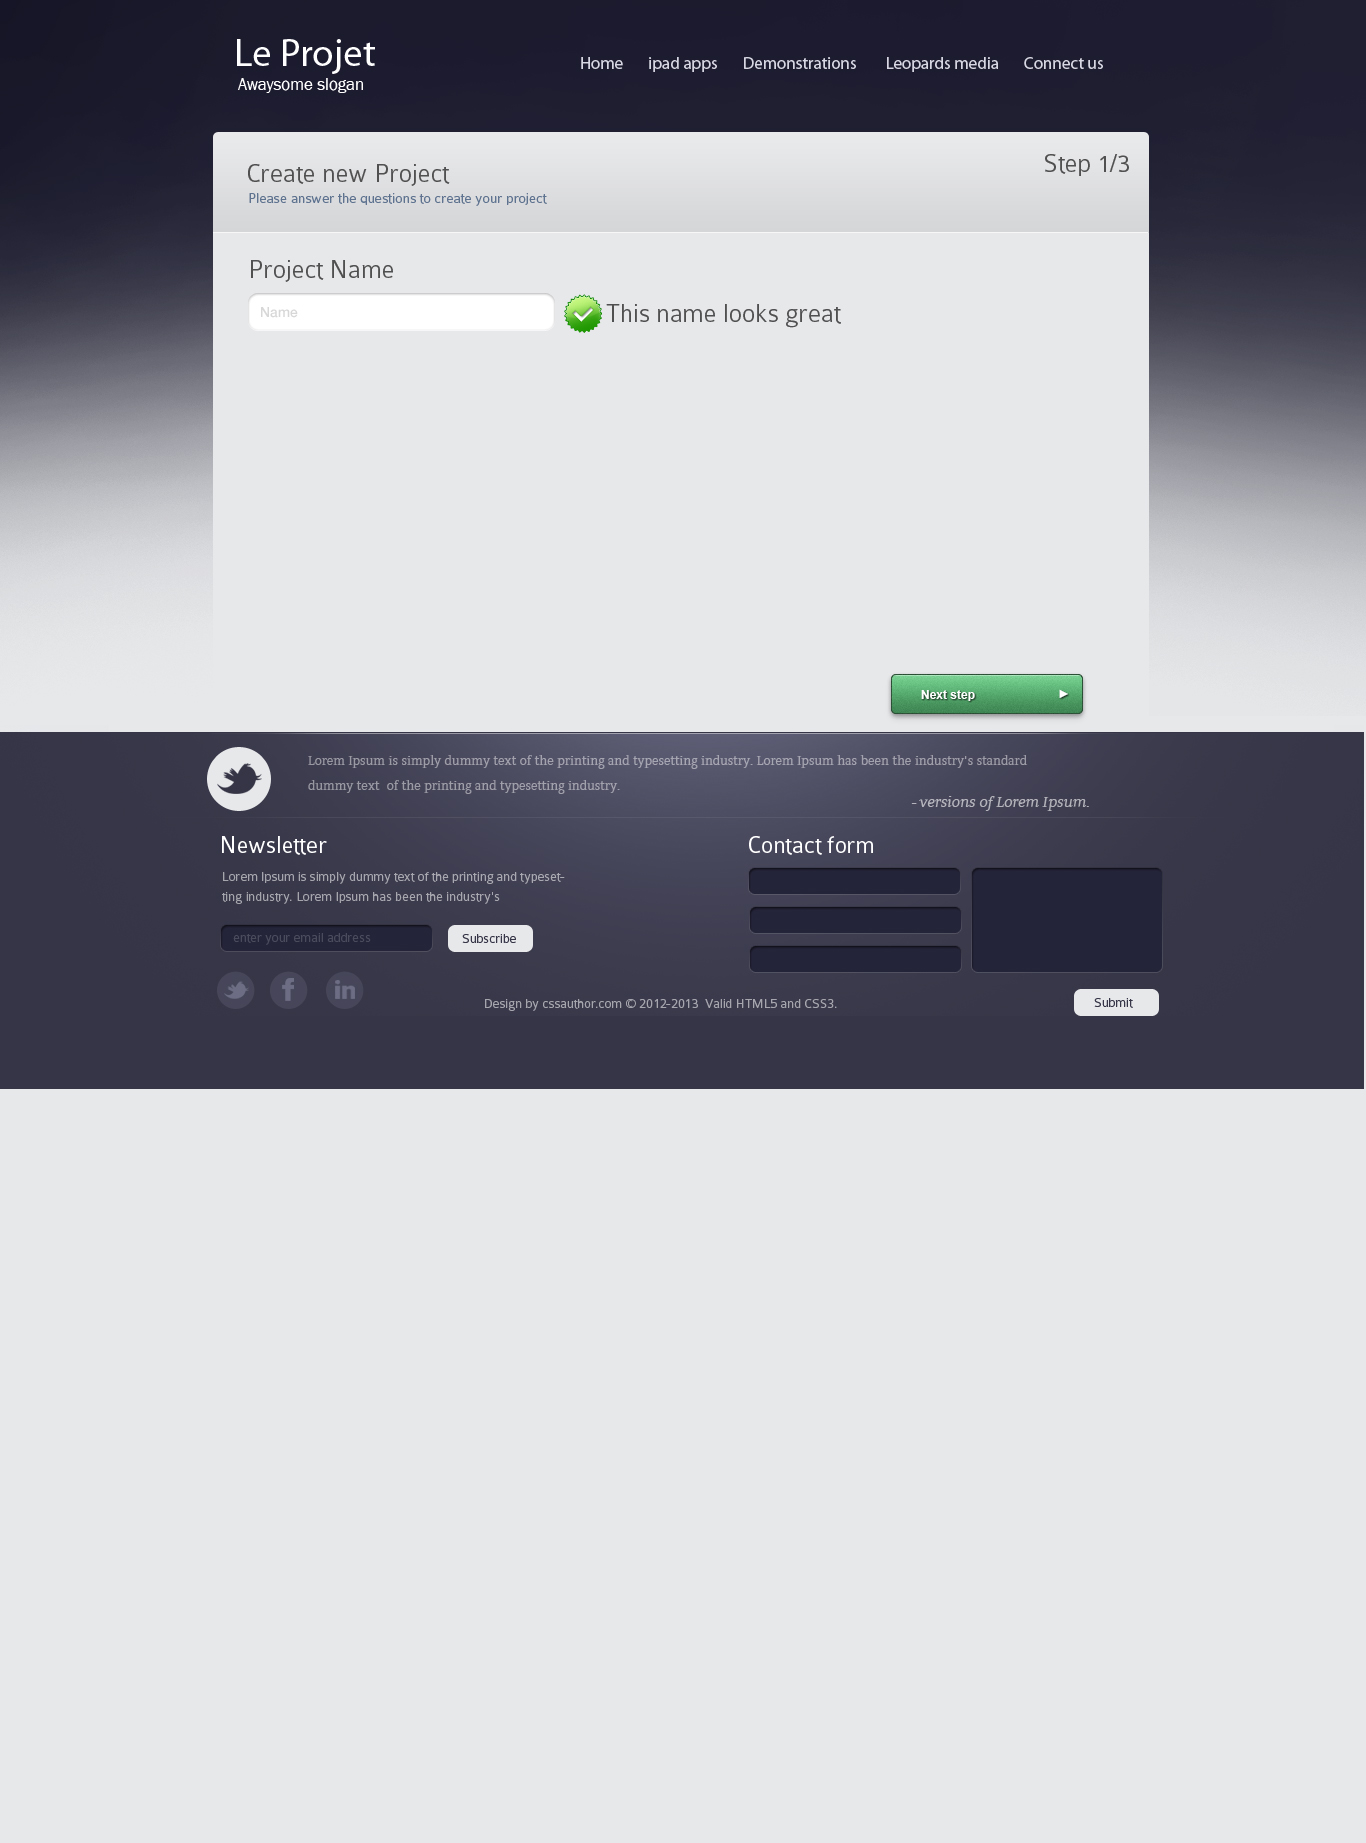 Le Projet
Awaysome slogan
Home ipad apps Demonstrations Leopards media Connect us
Create new Project
Step 1/3
Please answer the questions to create your project
Project Name
Name
This name looks great
Next step
Lorem Ipsum is simply dummy text of the printing and typesetting industry. Lorem Ipsum has been the industry's standard
dummy text of the printing and typesetting industry.
- versions of Lorem Ipsum.
Newsletter
Lorem Ipsum is simply dummy text of the printing and typeset-
ting industry. Lorem Ipsum has been the industry's
enter your email address
Subscribe
Contact form
f in
Design by cssauthor.com © 2012-2013 Valid HTML5 and CSS3.
Submit